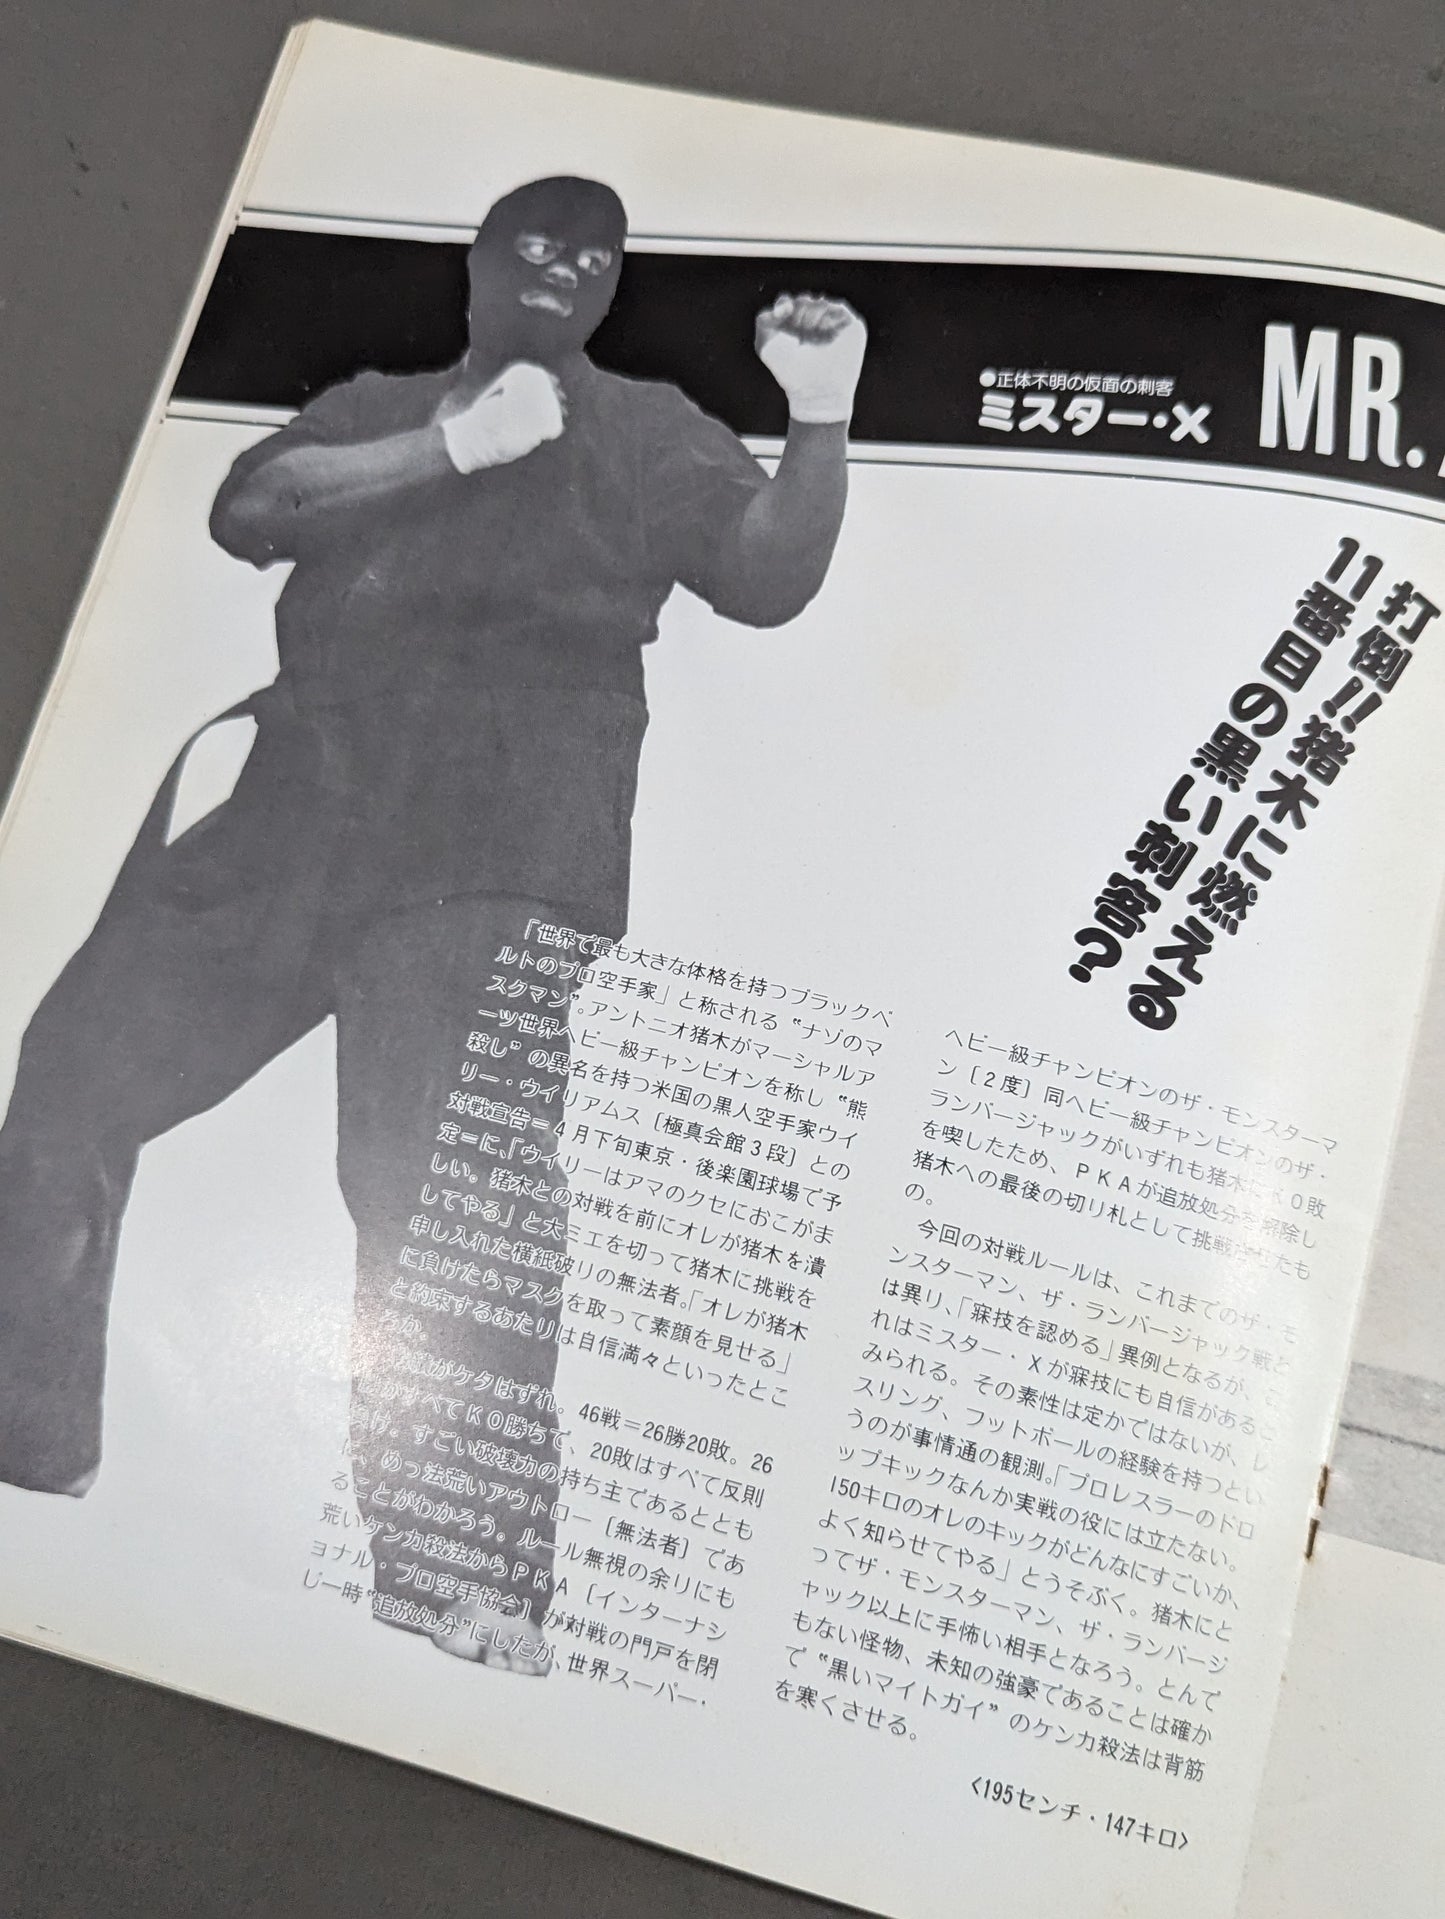 ●正体不明の仮面の刺客
ミスター・X
MR.
打倒!!猪木に燃える
11番目の黒い刺客?
「世界で最も大きな体格を持つブラックベ
ルトのプロ空手家」と称される〝ナゾのマ
スクマン〟。アントニオ猪木がマーシャルア
ーツ世界ヘビー級チャンピオンを称し〝熊
殺し〟の異名を持つ米国の黒人空手家ウイ
リー・ウイリアムス［極真会館3段］との
対戦宣告＝4月下旬東京・後楽園球場で予
定＝に、「ウイリーはアマのクセにおこがま
しい。猪木との対戦を前にオレが猪木を潰
してやる」と大ミエを切って猪木に挑戦を
申し入れた横紙破りの無法者。「オレが猪木
に負けたらマスクを取って素顔を見せる」
と約束するあたりは自信満々といったとこ
ろか。
がケタはずれ。46戦＝26勝20敗。26
がすべてKO勝ちで、20敗はすべて反則
負け。すごい破壊力の持ち主であるととも
に、めっ法荒いアウトロー［無法者］であ
ることがわかろう。ルール無視の余りにも
荒いケンカ殺法からPKA［インターナシ
ョナル・プロ空手協会］が対戦の門戸を閉
じ一時〝追放処分〟にしたが、世界スーパー・
ヘビー級チャンピオンのザ・モンスターマ
ン［2度］同ヘビー級チャンピオンのザ・
ランバージャックがいずれも猪木にKO敗
を喫したため、PKAが追放処分を解除し
猪木への最後の切り札として挑戦させたも
の。
今回の対戦ルールは、これまでのザ・モ
ンスターマン、ザ・ランバージャック戦と
は異り、「寝技を認める」異例となるが、こ
れはミスター・Xが寝技にも自信があると
みられる。その素性は定かではないが、レ
スリング、フットボールの経験を持つとい
うのが事情通の観測。「プロレスラーのドロ
ップキックなんか実戦の役には立たない。
150キロのオレのキックがどんなにすごいか、
よく知らせてやる」とうそぶく。猪木にと
ってザ・モンスターマン、ザ・ランバージ
ャック以上に手怖い相手となろう。とんで
もない怪物、未知の強豪であることは確か
で〝黒いマイトガイ〟のケンカ殺法は背筋
を寒くさせる。
〈195センチ・147キロ〉